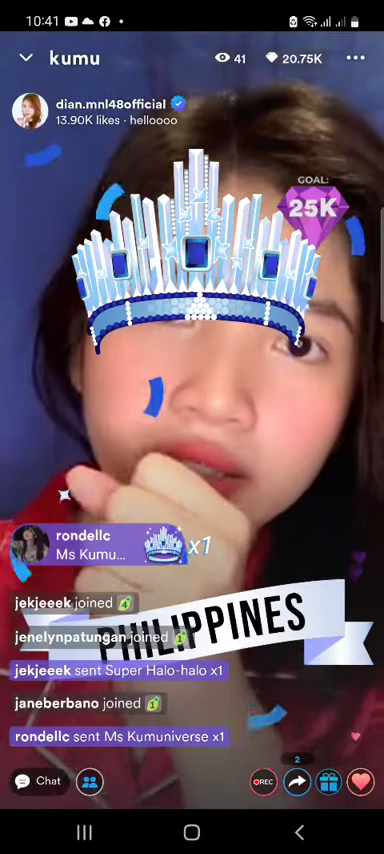 10:41
kumu
41
20.75K
dian.mnl48official
13.90K likes · helloooo
GOAL:
25K
rondellc
Ms Kumu...
x1
jekjeeek joined 4
PHILIPPINES
jenelynpatungan joined
jekjeeek sent Super Halo-halo x1
janeberbano joined 1
rondellc sent Ms Kumuniverse x1
2
Chat
REC